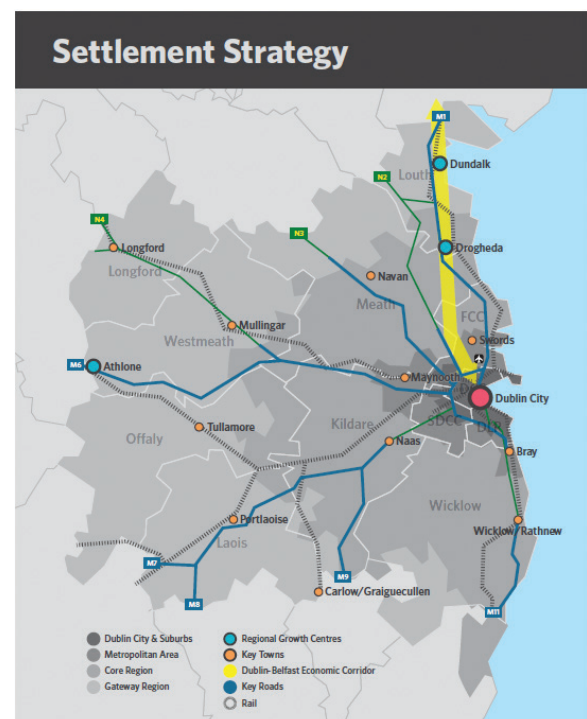 Settlement Strategy
M1
Dundalk
Louth
N2
N4
N3
Longford
Longford
Drogheda
Navan
Meath
Mullingar
Westmeath
FCC
Swords
M6
Athlone
Maynooth
Dublin City
SDCC
DLR
Kildare
Tullamore
Offaly
Naas
Bray
Wicklow
Portlaoise
Wicklow/Rathnew
Laois
M7
M9
M8
Carlow/Graiguecullen
M11
Dublin City & Suburbs
Metropolitan Area
Core Region
Gateway Region
Regional Growth Centres
Key Towns
Dublin-Belfast Economic Corridor
Key Roads
Rail